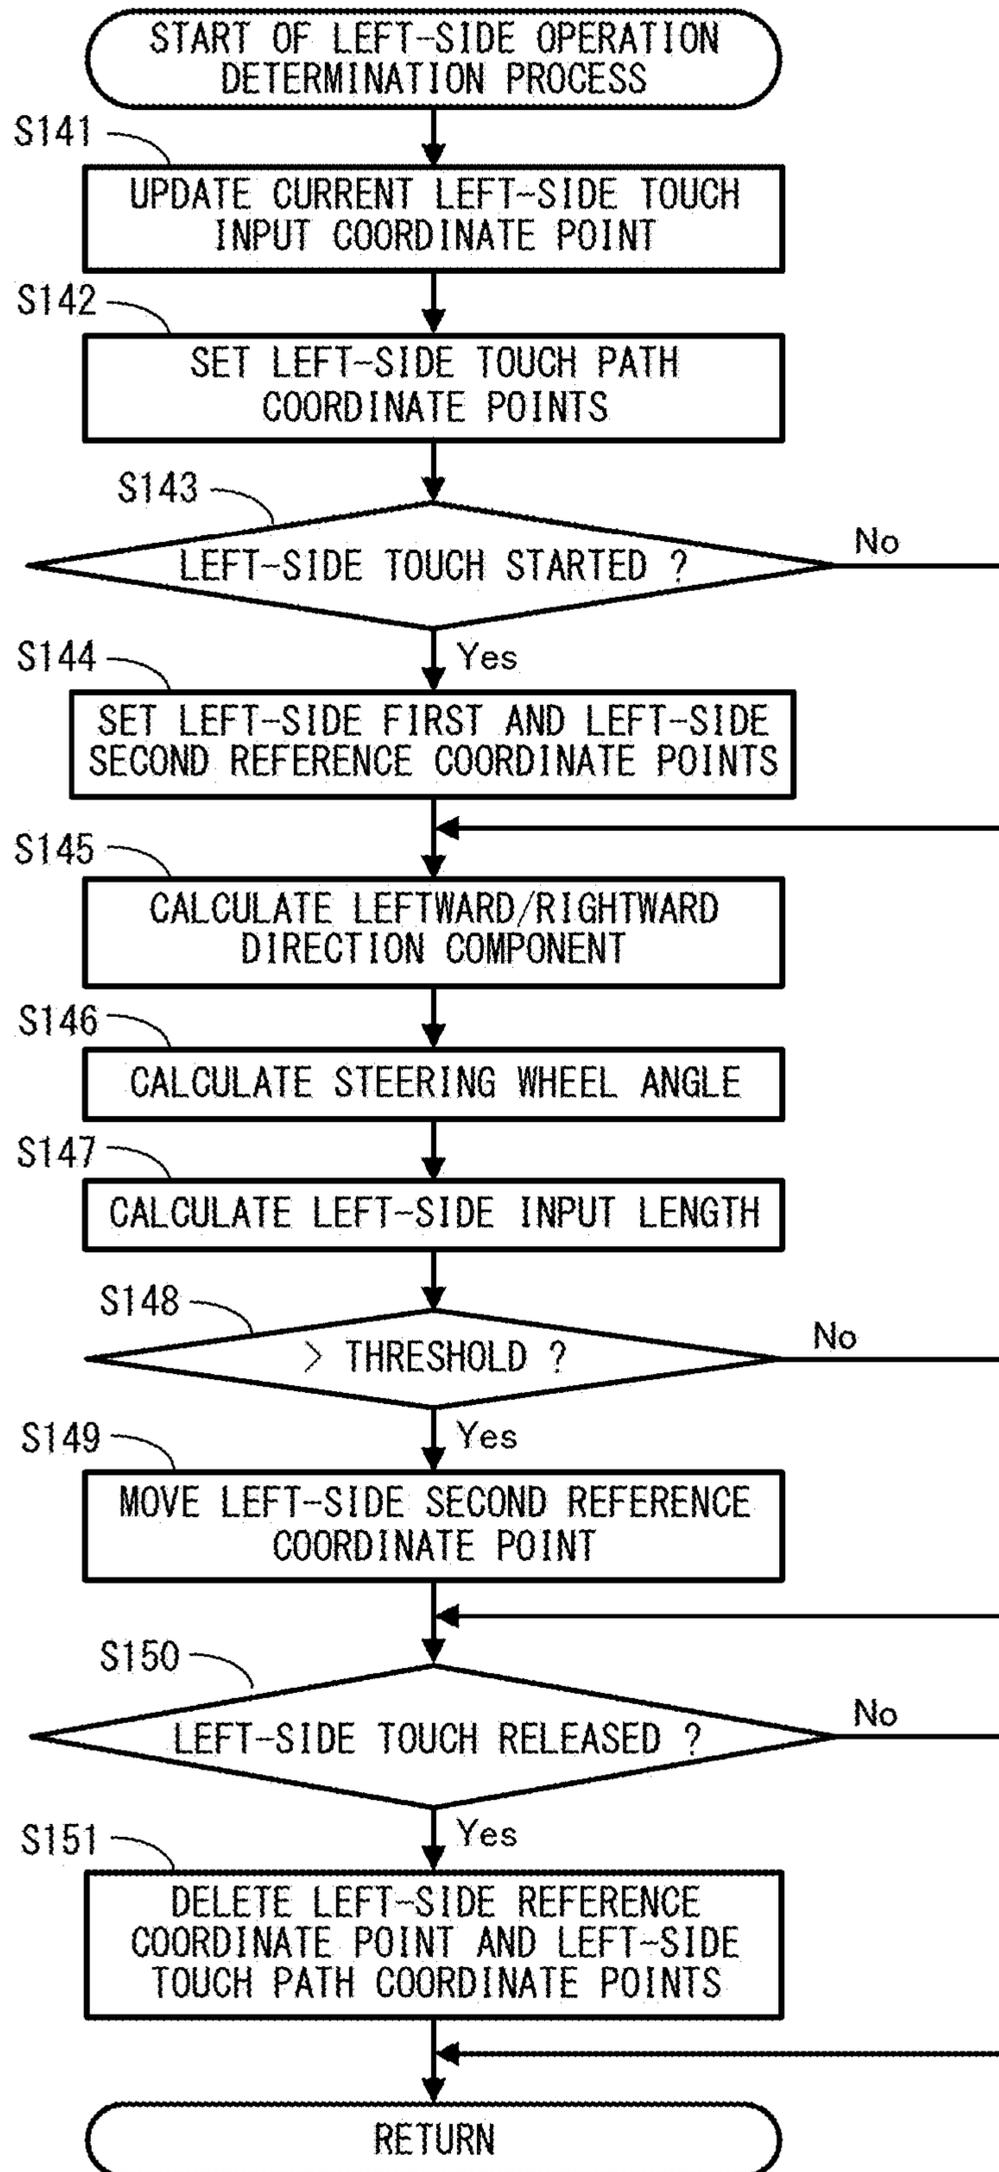 START OF LEFT-SIDE OPERATION
DETERMINATION PROCESS
S141
UPDATE CURRENT LEFT-SIDE TOUCH
INPUT COORDINATE POINT
S142
SET LEFT-SIDE TOUCH PATH
COORDINATE POINTS
S143
LEFT-SIDE TOUCH STARTED ?
No
Yes
S144
SET LEFT-SIDE FIRST AND LEFT-SIDE
SECOND REFERENCE COORDINATE POINTS
S145
CALCULATE LEFTWARD/RIGHTWARD
DIRECTION COMPONENT
S146
CALCULATE STEERING WHEEL ANGLE
S147
CALCULATE LEFT-SIDE INPUT LENGTH
S148
> THRESHOLD ?
No
Yes
S149
MOVE LEFT-SIDE SECOND REFERENCE
COORDINATE POINT
S150
LEFT-SIDE TOUCH RELEASED ?
No
Yes
S151
DELETE LEFT-SIDE REFERENCE
COORDINATE POINT AND LEFT-SIDE
TOUCH PATH COORDINATE POINTS
RETURN